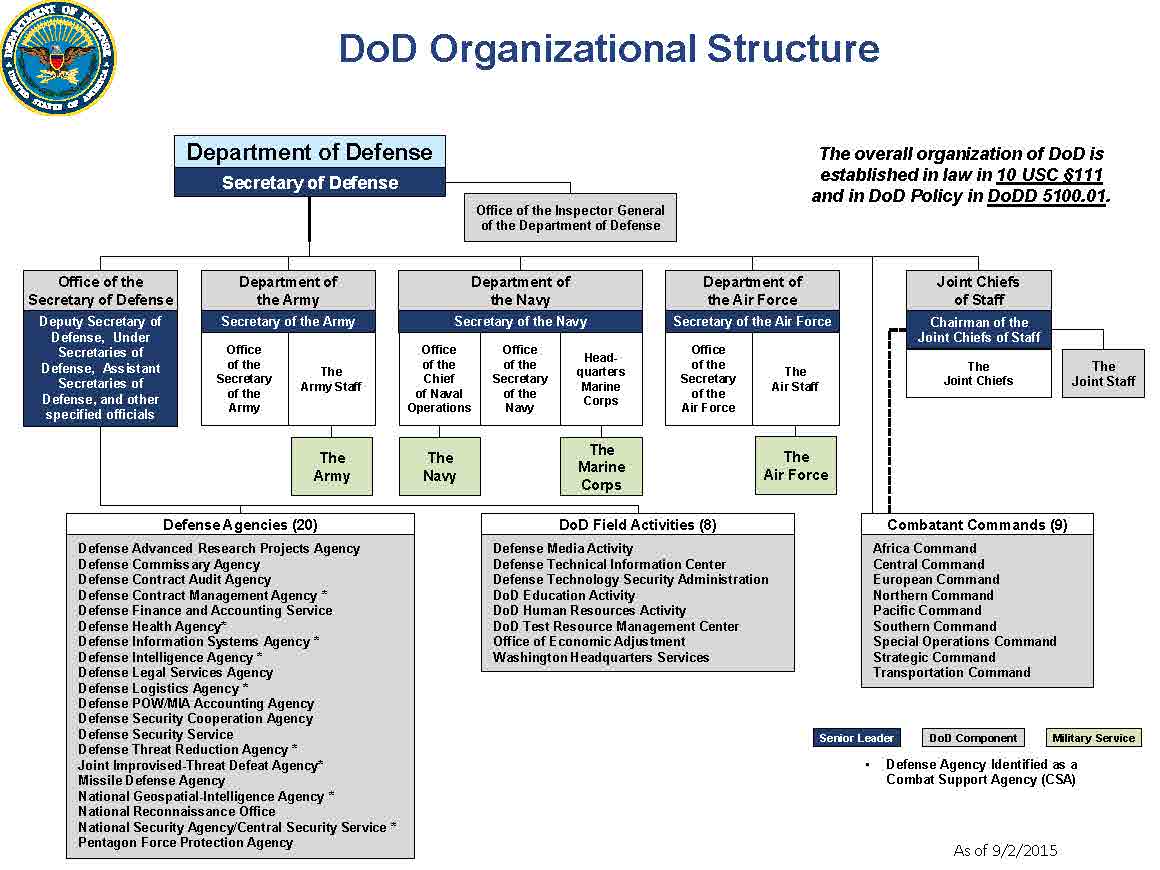 DEPARTMENT OF DEFENSE
UNITED STATES OF AMERICA
DoD Organizational Structure
Department of Defense
Secretary of Defense
The overall organization of DoD is
established in law in 10 USC §111
and in DoD Policy in DoDD 5100.01.
Office of the Inspector General
of the Department of Defense
Office of the
Secretary of Defense
Deputy Secretary of
Defense, Under
Secretaries of
Defense, Assistant
Secretaries of
Defense, and other
specified officials
Department of
the Army
Secretary of the Army
Office
of the
Secretary
of the
Army
The
Army Staff
The
Army
Department of
the Navy
Secretary of the Navy
Office
of the
Chief
of Naval
Operations
Office
of the
Secretary
of the
Navy
Head-
quarters
Marine
Corps
The
Navy
The
Marine
Corps
Department of
the Air Force
Secretary of the Air Force
Office
of the
Secretary
of the
Air Force
The
Air Staff
The
Air Force
Joint Chiefs
of Staff
Chairman of the
Joint Chiefs of Staff
The
Joint Chiefs
The
Joint Staff
Defense Agencies (20)
Defense Advanced Research Projects Agency
Defense Commissary Agency
Defense Contract Audit Agency
Defense Contract Management Agency *
Defense Finance and Accounting Service
Defense Health Agency*
Defense Information Systems Agency *
Defense Intelligence Agency *
Defense Legal Services Agency
Defense Logistics Agency *
Defense POW/MIA Accounting Agency
Defense Security Cooperation Agency
Defense Security Service
Defense Threat Reduction Agency *
Joint Improvised-Threat Defeat Agency*
Missile Defense Agency
National Geospatial-Intelligence Agency *
National Reconnaissance Office
National Security Agency/Central Security Service *
Pentagon Force Protection Agency
DoD Field Activities (8)
Defense Media Activity
Defense Technical Information Center
Defense Technology Security Administration
DoD Education Activity
DoD Human Resources Activity
DoD Test Resource Management Center
Office of Economic Adjustment
Washington Headquarters Services
Combatant Commands (9)
Africa Command
Central Command
European Command
Northern Command
Pacific Command
Southern Command
Special Operations Command
Strategic Command
Transportation Command
Senior Leader
DoD Component
Military Service
• Defense Agency Identified as a
Combat Support Agency (CSA)
As of 9/2/2015